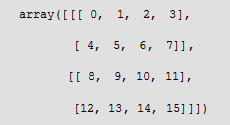 array([[[ 0, 1, 2, 3],
[ 4, 5, 6, 7]],
[[ 8, 9, 10, 11],
[12, 13, 14, 15]]])